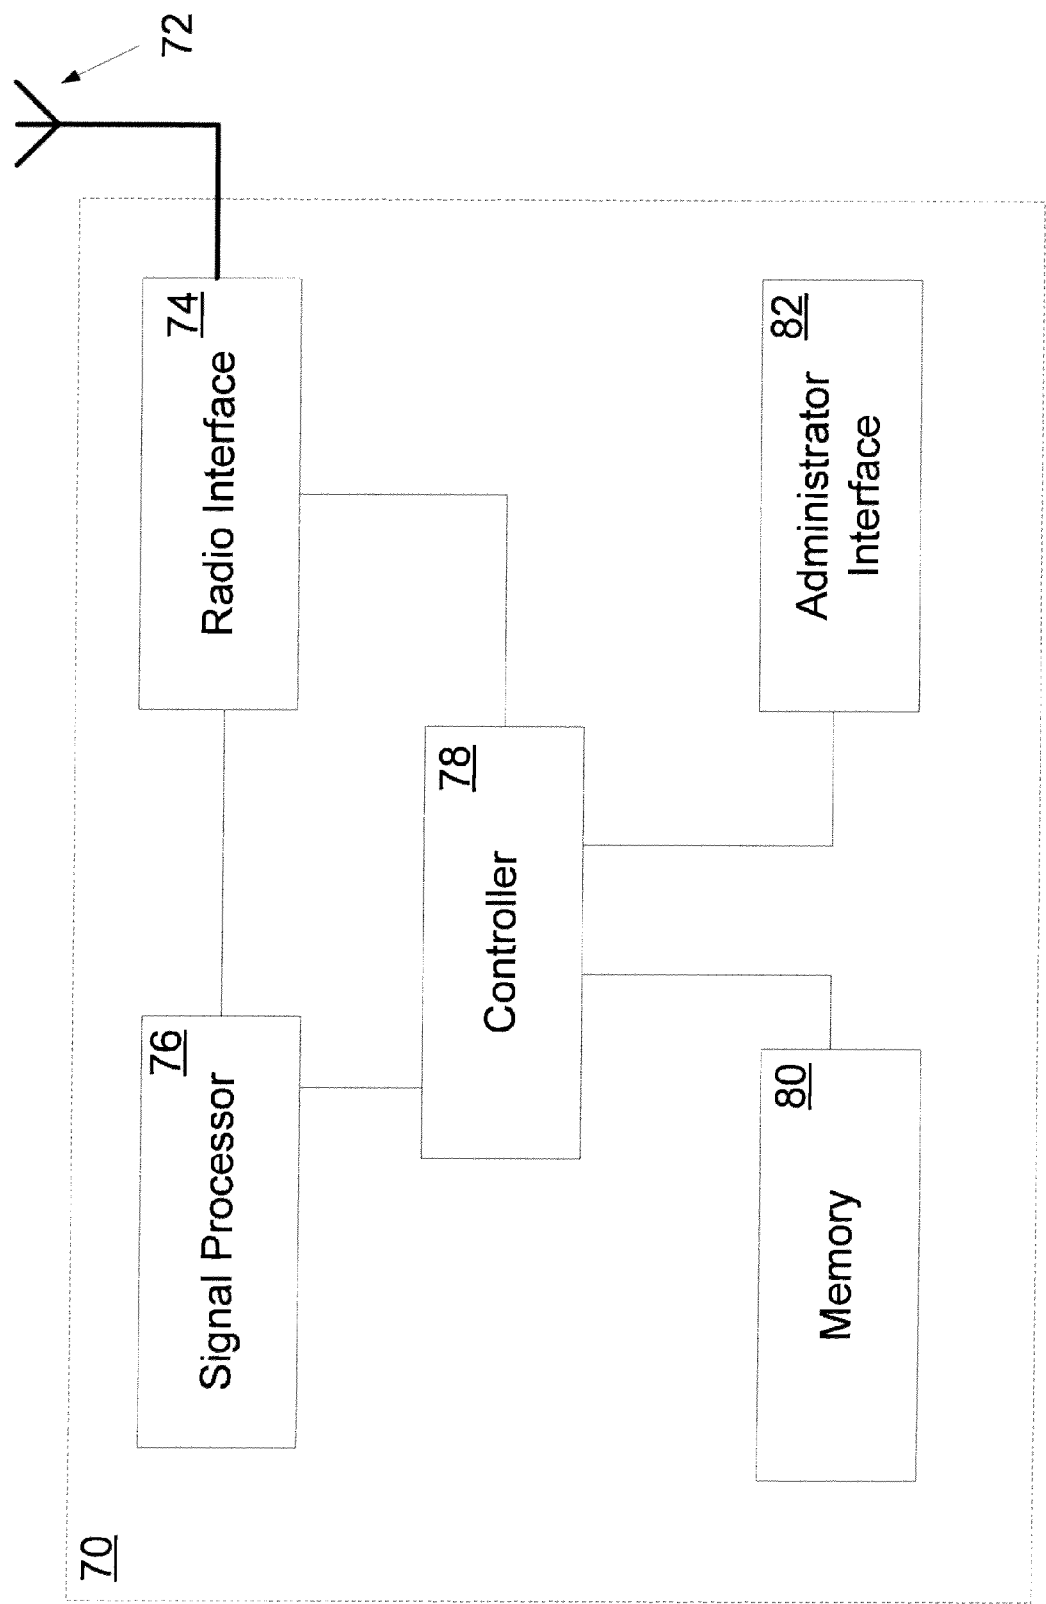 70
72
Signal Processor
76
Radio Interface
74
Controller
78
Memory
80
Administrator
Interface
82